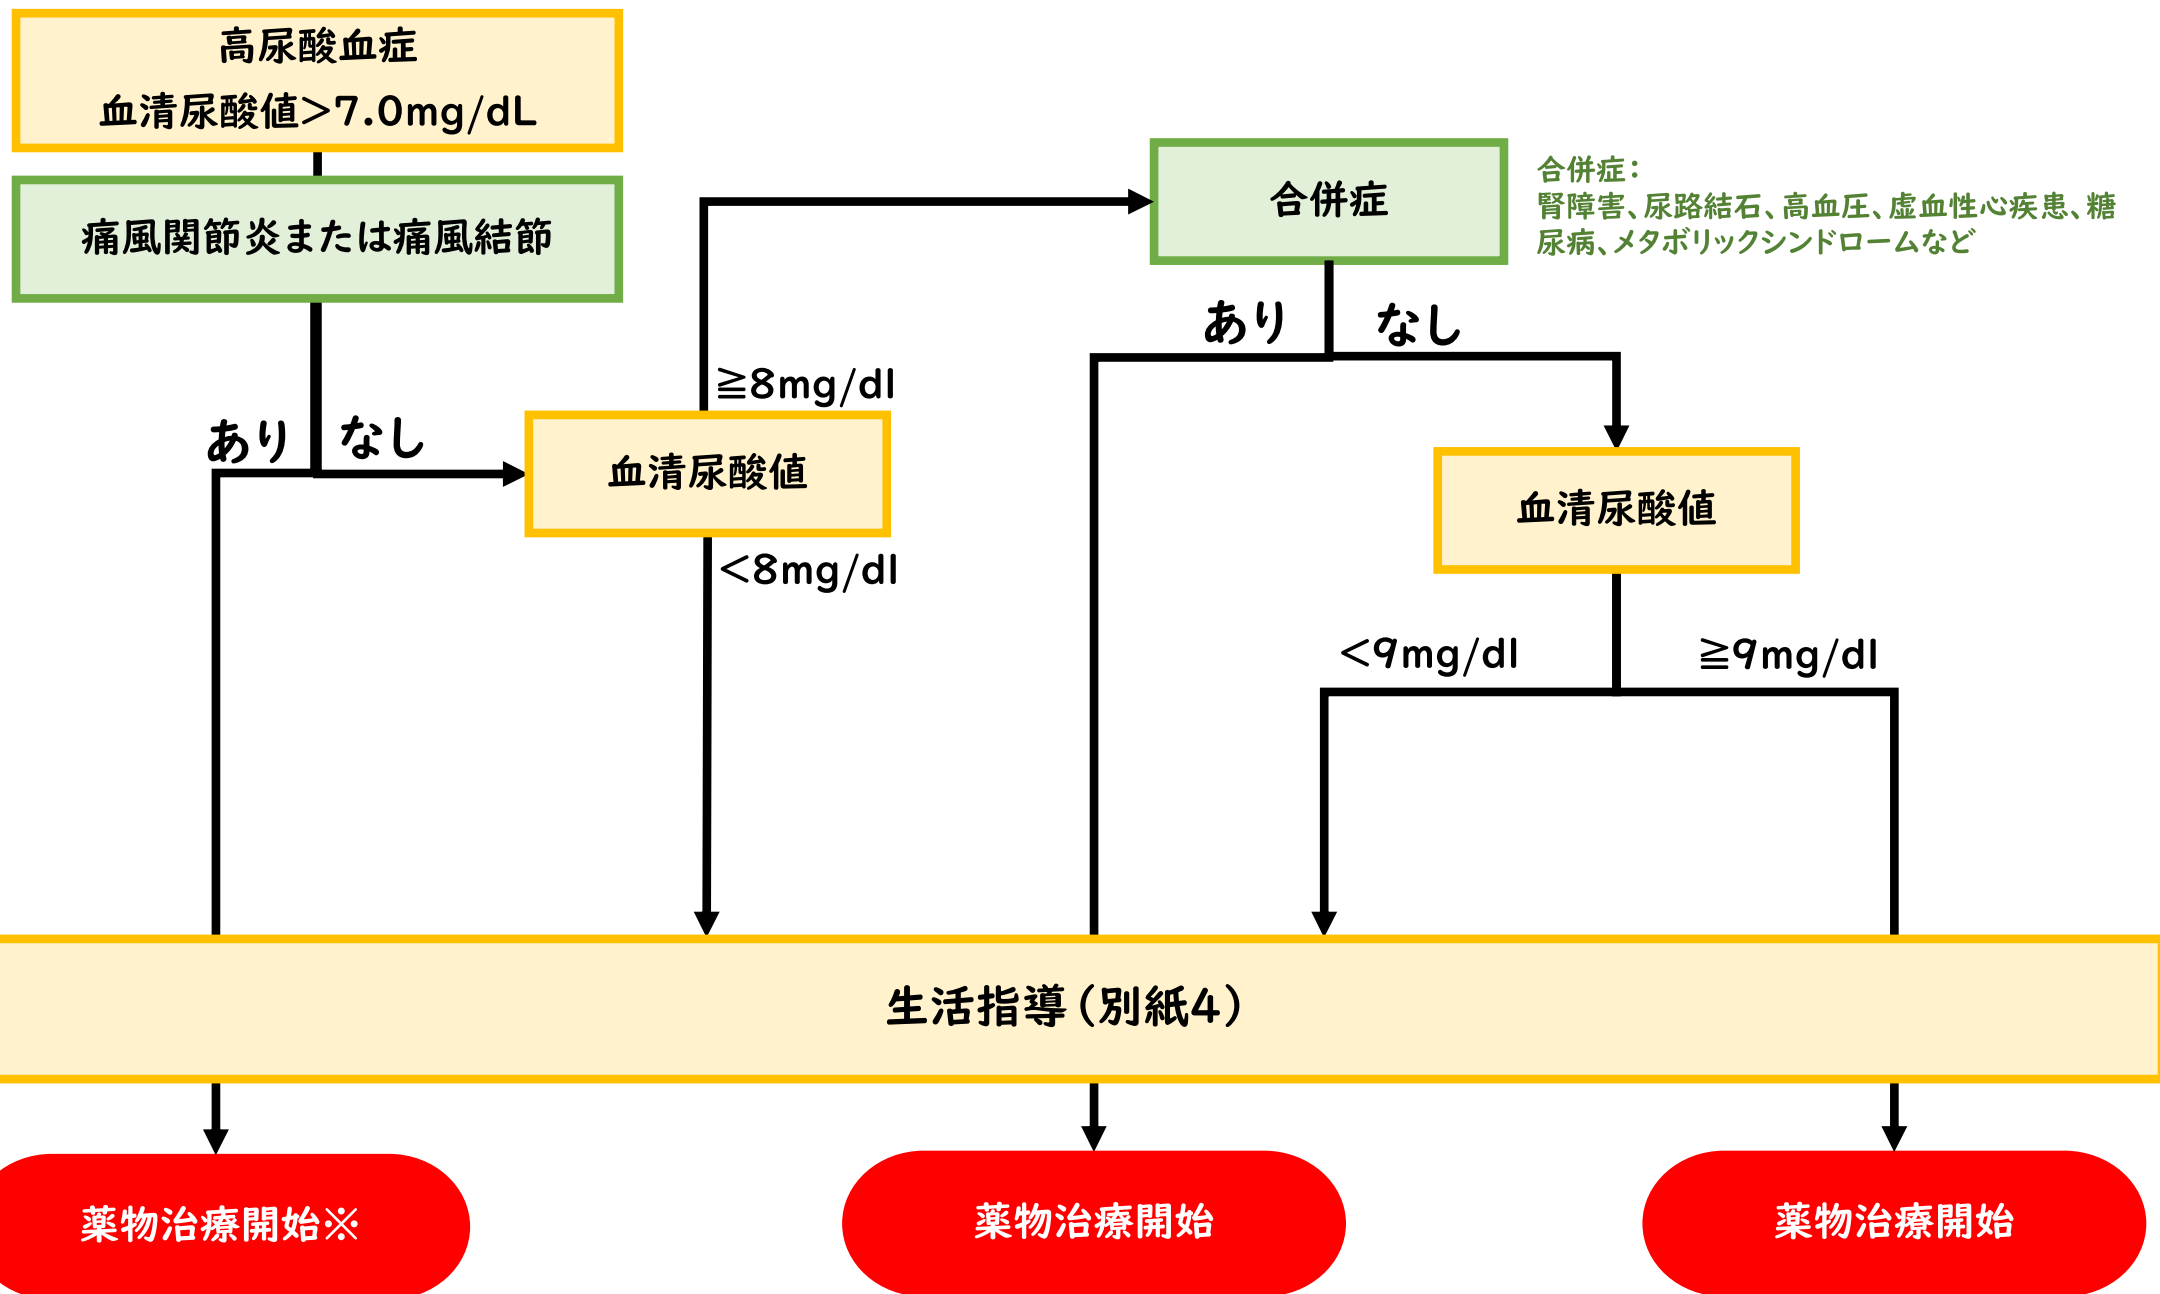 高尿酸血症
血清尿酸値>7.0mg/dL
痛風関節炎または痛風結節
あり
なし
血清尿酸値
≧8mg/dl
<8mg/dl
合併症
合併症：
腎障害、尿路結石、高血圧、虚血性心疾患、糖
尿病、メタボリックシンドロームなど
あり
なし
血清尿酸値
<9mg/dl
≧9mg/dl
生活指導（別紙4）
薬物治療開始※
薬物治療開始
薬物治療開始